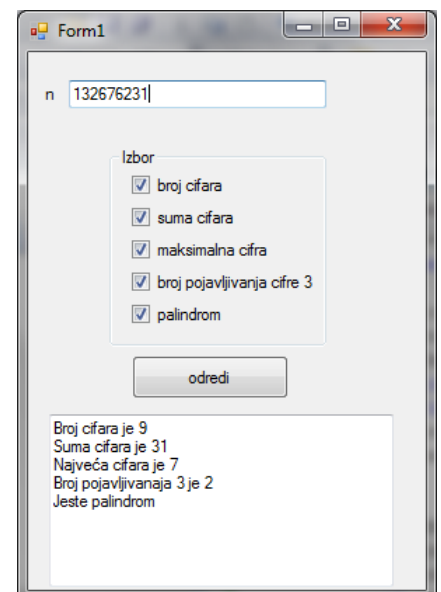 Form1
n 132676231
Izbor
broj cifara
suma cifara
maksimalna cifra
broj pojavljivanja cifre 3
palindrom
odredi
Broj cifara je 9
Suma cifara je 31
Najveća cifara je 7
Broj pojavljivanaja 3 je 2
Jeste palindrom